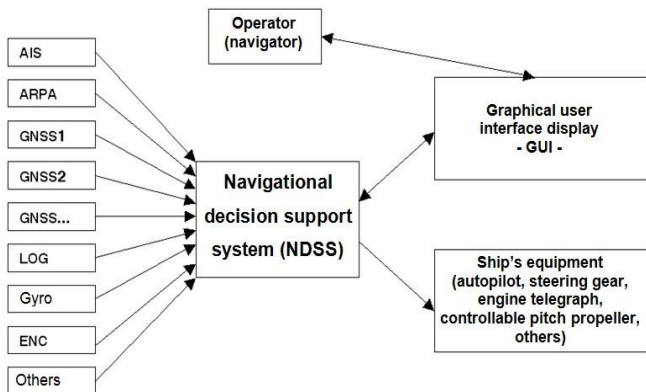 AIS
ARPA
GNSS1
GNSS2
GNSS...
LOG
Gyro
ENC
Others
Operator
(navigator)
Navigational
decision support
system (NDSS)
Graphical user
interface display
- GUI -
Ship's equipment
(autopilot, steering gear,
engine telegraph,
controllable pitch propeller,
others)